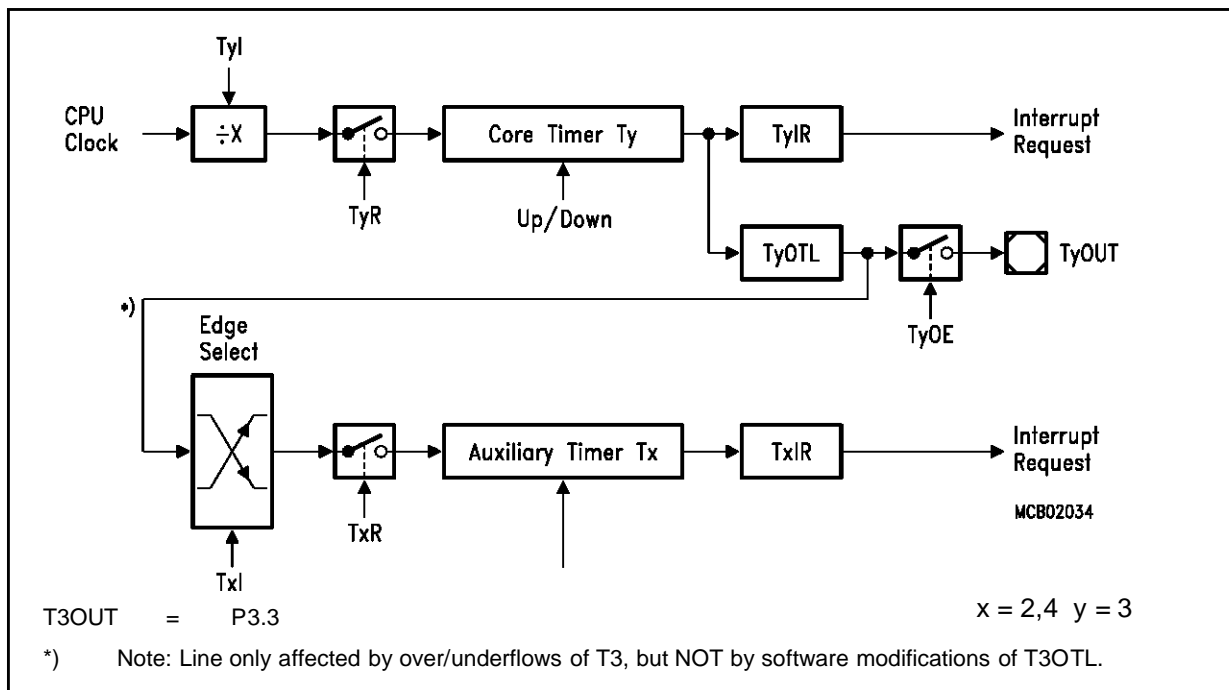 TyI
CPU
Clock
÷X
Core Timer Ty
TyIR
Interrupt
Request
TyR
Up/Down
TyOTL
TyOUT
*)
TyOE
Edge
Select
Auxiliary Timer Tx
TxIR
Interrupt
Request
TxR
MCB02034
TxI
T3OUT = P3.3
x = 2,4 y = 3
*) Note: Line only affected by over/underflows of T3, but NOT by software modifications of T3OTL.